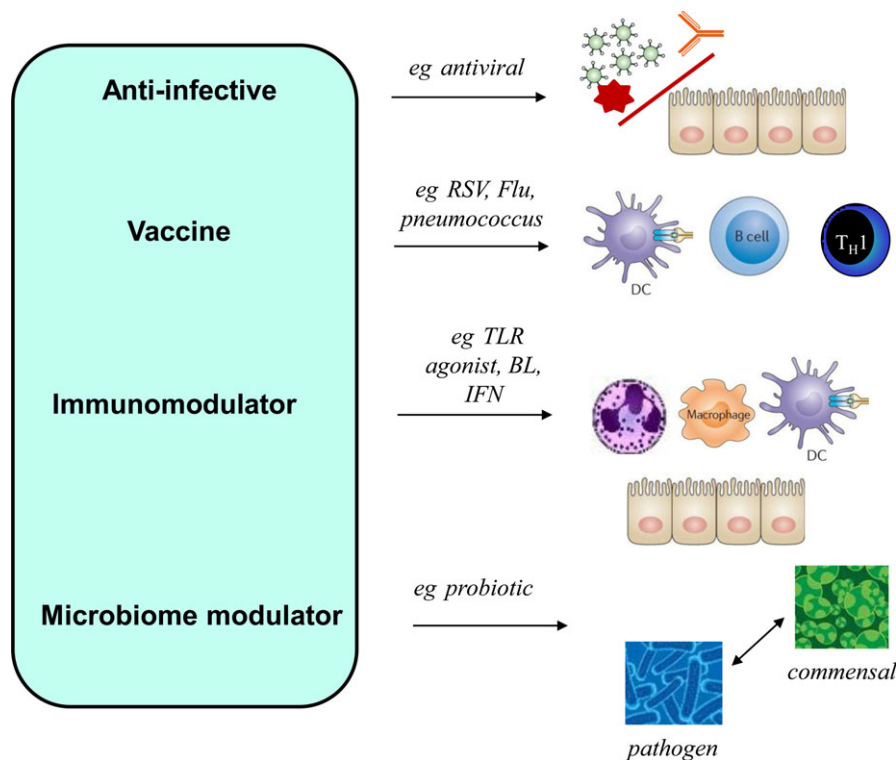 Anti-infective
eg antiviral
Vaccine
eg RSV, Flu,
pneumococcus
DC
B cell
TH1
Immunomodulator
eg TLR
agonist, BL,
IFN
Macrophage
DC
Microbiome modulator
eg probiotic
commensal
pathogen